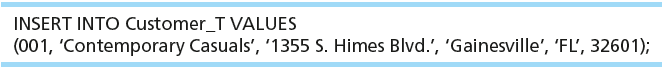 INSERT INTO Customer_T VALUES
(001, ‘Contemporary Casuals’, ‘1355 S. Himes Blvd.’, ‘Gainesville’, ‘FL’, 32601);